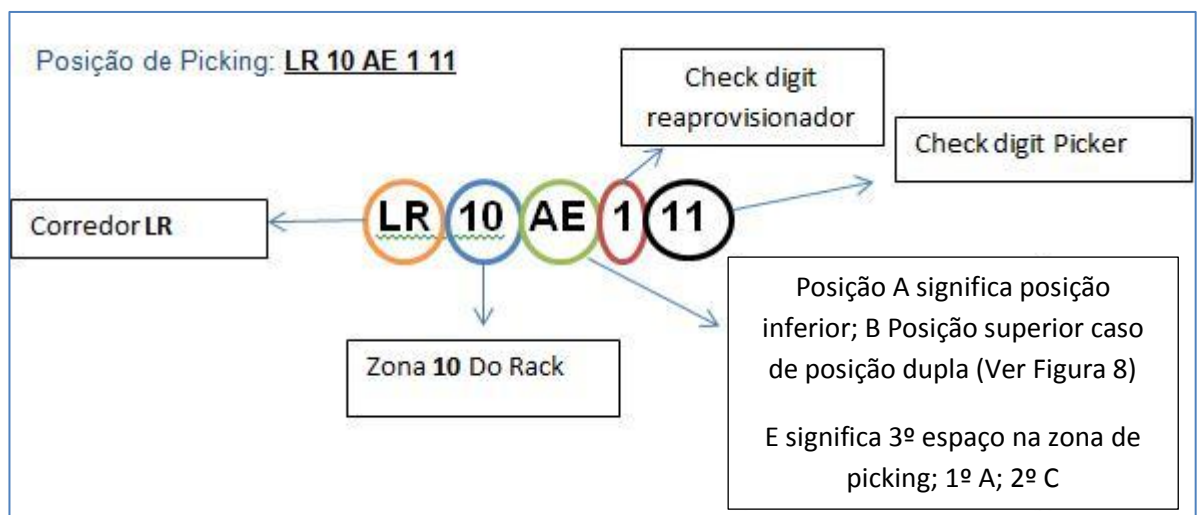 Posição de Picking: LR 10 AE 1 11
Check digit
reaprovisionador
Check digit Picker
Corredor LR
LR 10 AE 1 11
Zona 10 Do Rack
Posição A significa posição
inferior; B Posição superior caso
de posição dupla (Ver Figura 8)
E significa 3º espaço na zona de
picking; 1º A; 2º C